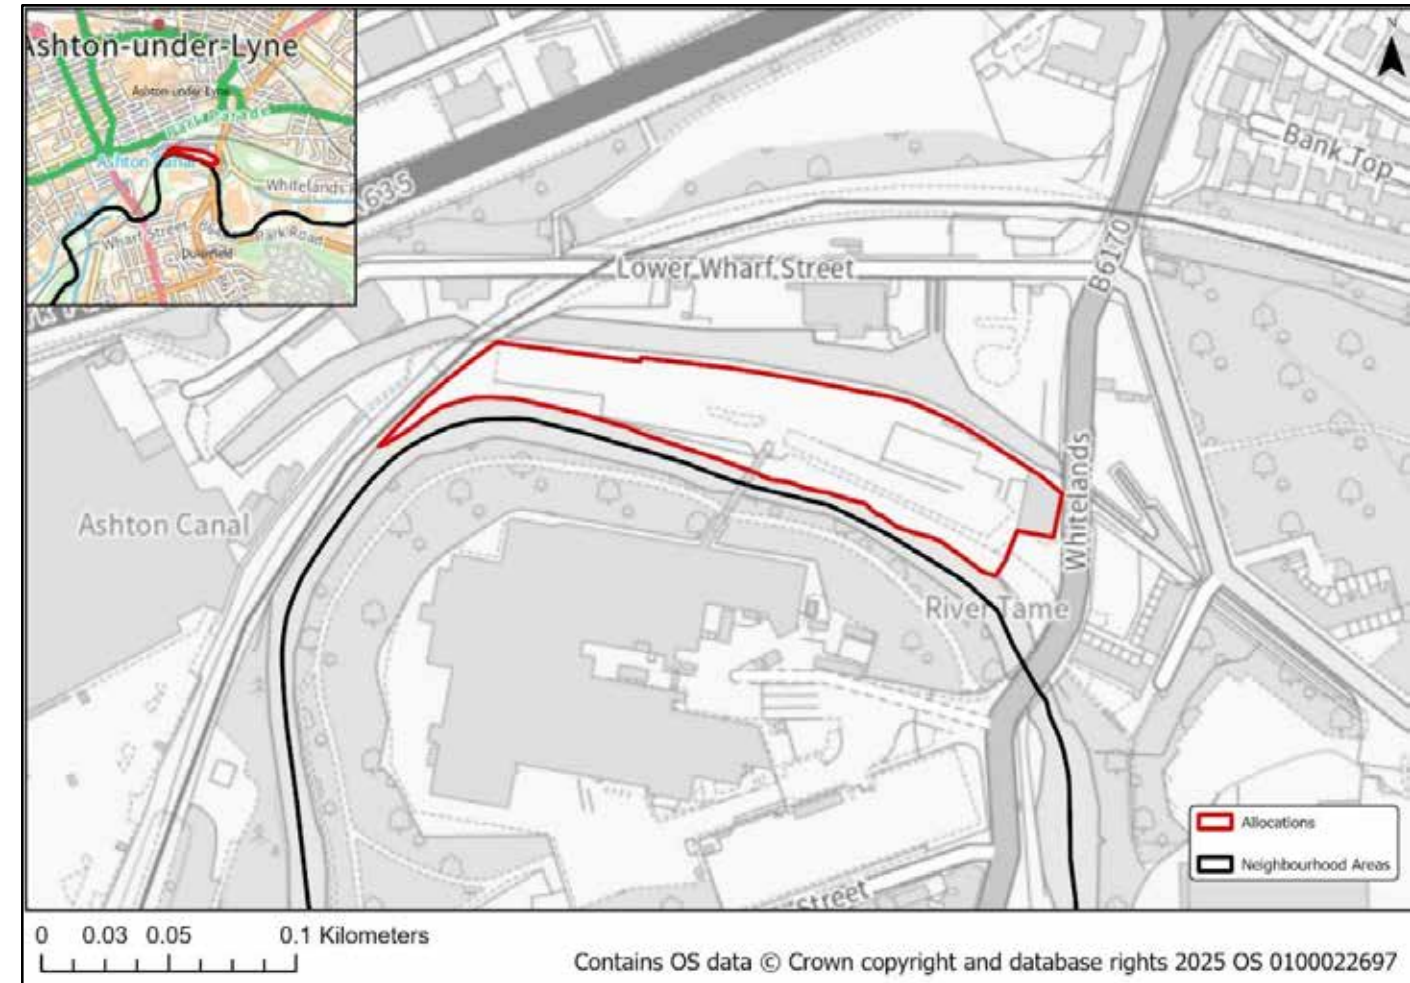 Ashton-under-Lyne
Ashton-under-Lyne
Park Parade
Ashton Canal
Whitelands
Wharf Street
Park Road
Dukinfield
N
635
Bank Top
Lower Wharf Street
B6170
Ashton Canal
Whitelands
River Tame
Street
Allocations
Neighbourhood Areas
0 0.03 0.05 0.1 Kilometers
Contains OS data © Crown copyright and database rights 2025 OS 0100022697